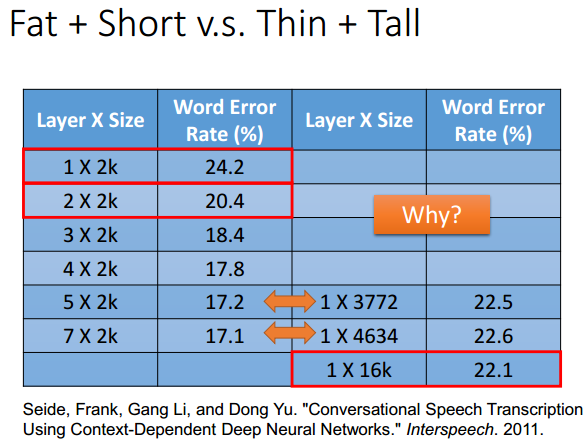 Fat + Short v.s. Thin + Tall
Layer X Size Word Error Rate (%) Layer X Size Word Error Rate (%)
1 X 2k 24.2
2 X 2k 20.4
Why?
3 X 2k 18.4
4 X 2k 17.8
5 X 2k 17.2 1 X 3772 22.5
7 X 2k 17.1 1 X 4634 22.6
1 X 16k 22.1
Seide, Frank, Gang Li, and Dong Yu. "Conversational Speech Transcription
Using Context-Dependent Deep Neural Networks." Interspeech. 2011.